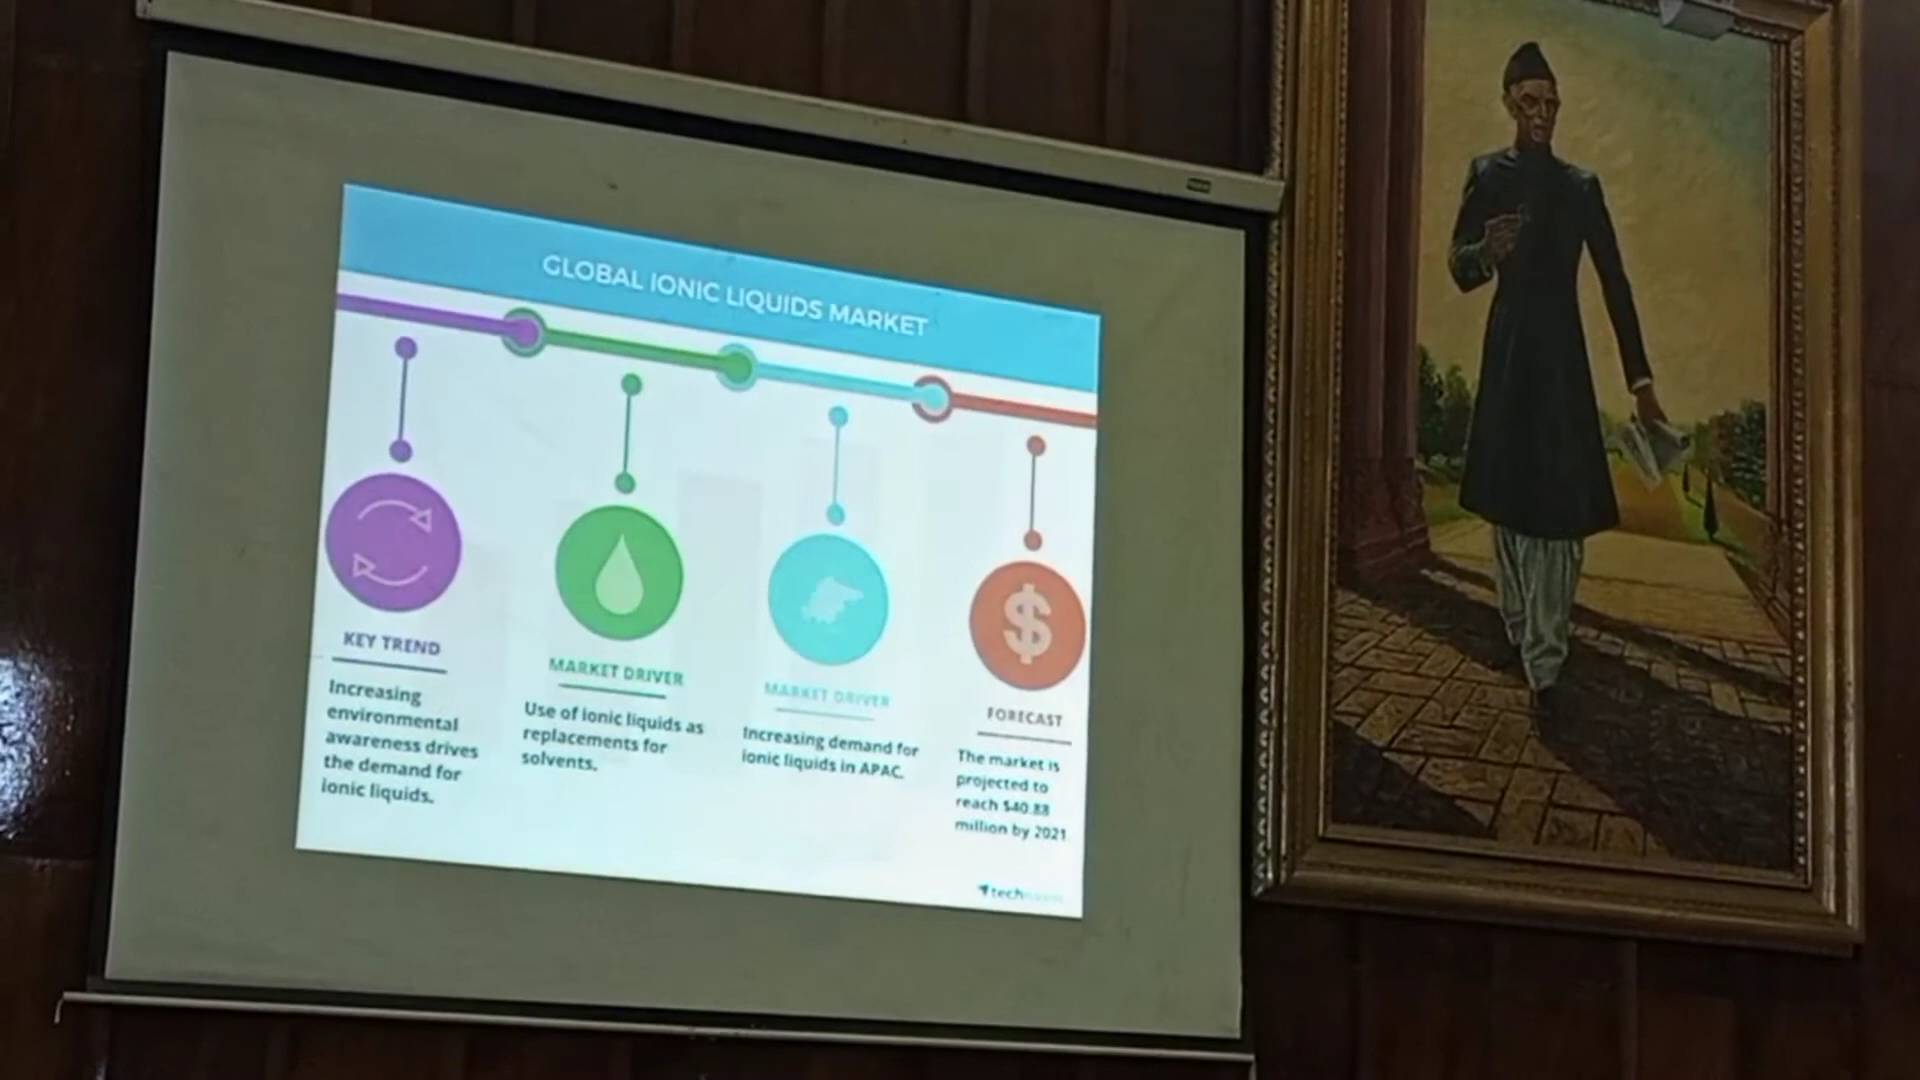 GLOBAL IONIC LIQUIDS MARKET
KEY TREND
Increasing
environmental
awareness drives
the demand for
ionic liquids.
MARKET DRIVER
Use of ionic liquids as
replacements for
solvents.
MARKET DRIVER
Increasing demand for
ionic liquids in APAC.
FORECAST
The market is
projected to
reach $40.88
million by 2021